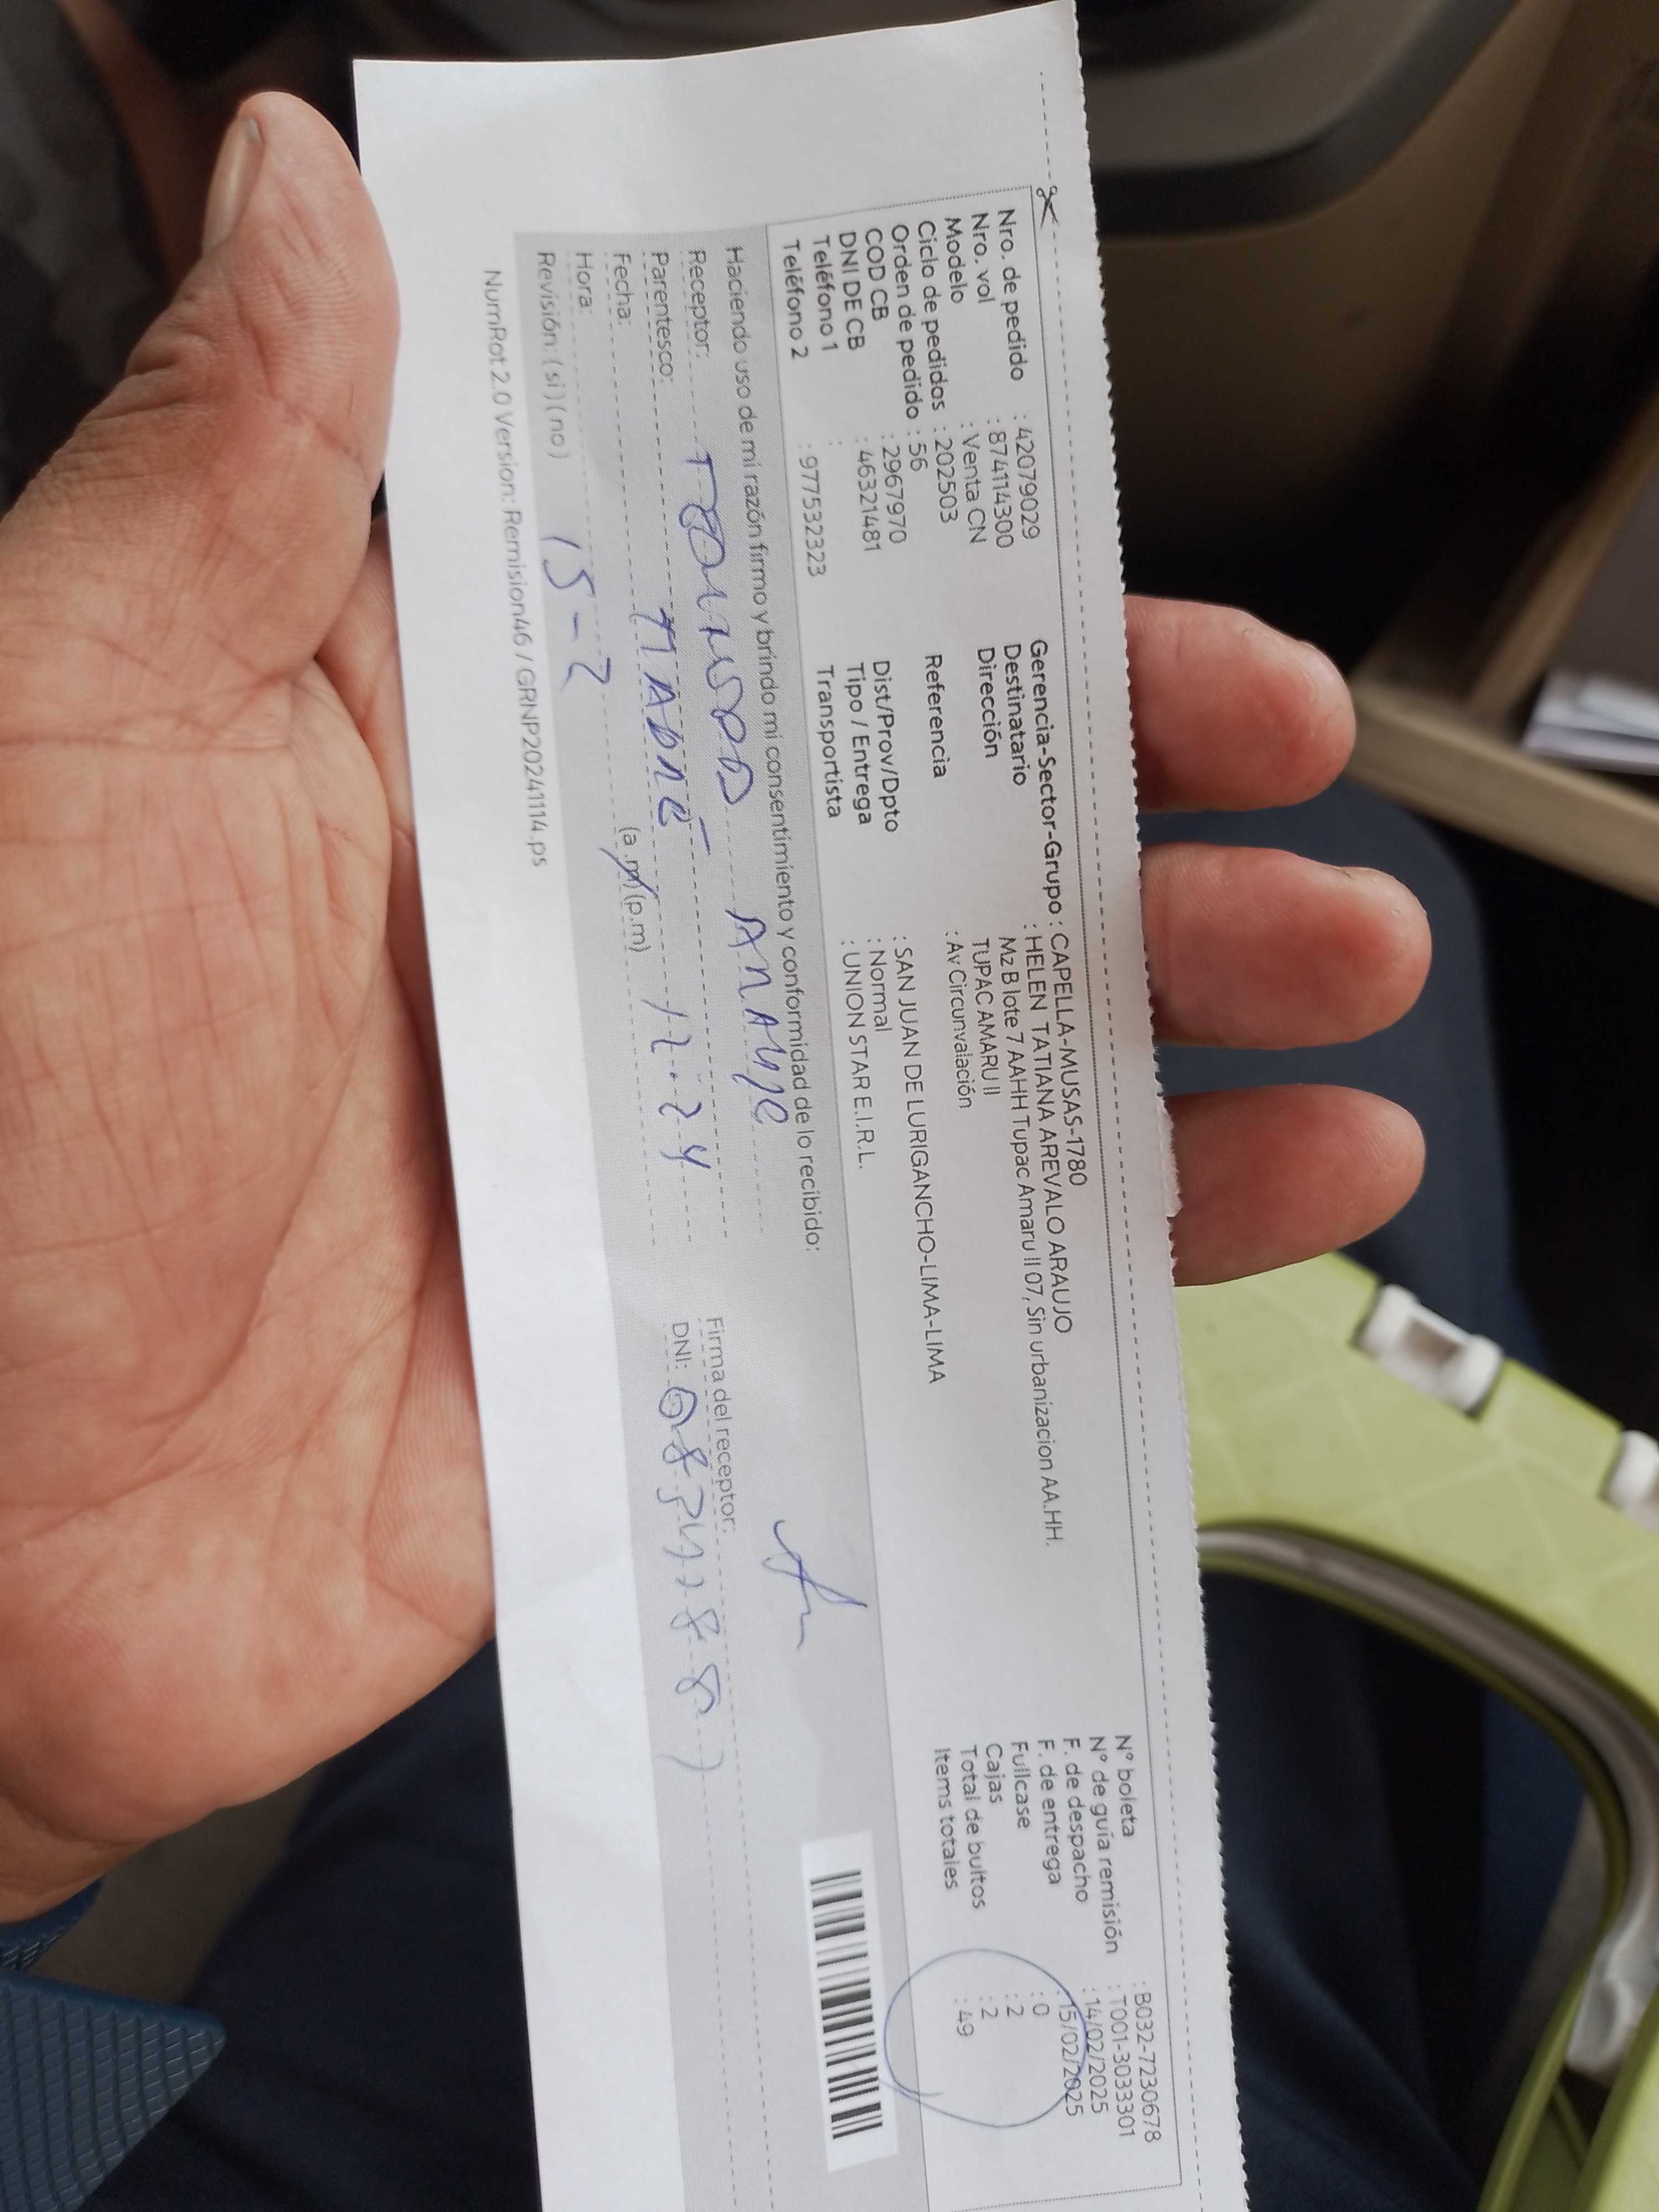 Nro. de pedido : 42079029
Nro. vol : 874114300
Modelo : Venta CN
Ciclo de pedidos : 202503
Orden de pedido : 56
COD CB : 2967970
DNI DE CB : 46321481
Teléfono 1 :
Teléfono 2 : 977532323
Gerencia-Sector-Grupo : CAPELLA-MUSAS-1780
Destinatario : HELEN TATIANA AREVALO ARAUJO
Dirección Mz B lote 7 AAHH Tupac Amaru II 07, Sin urbanizacion AA.HH.
TUPAC AMARU II
Referencia : Av Circunvalación
Dist/Prov/Dpto : SAN JUAN DE LURIGANCHO-LIMA-LIMA
Tipo / Entrega : Normal
Transportista : UNION STAR E.I.R.L.
N° boleta : B032-7230678
N° de guía remisión : T001-3033301
F. de despacho : 14/02/2025
F. de entrega : 15/02/2025
Fullcase : 0
Cajas : 2
Total de bultos : 2
Items totales : 49
Haciendo uso de mi razón firmo y brindo mi consentimiento y conformidad de lo recibido:
Receptor:
Parentesco: MADRE
Fecha: 15-2
Hora: (a.m)(p.m) 12:24
Revisión: (si) (no)
Firma del receptor:
DNI:
NumRot 2.0 Version: Remision46 / GRNP20241114.ps